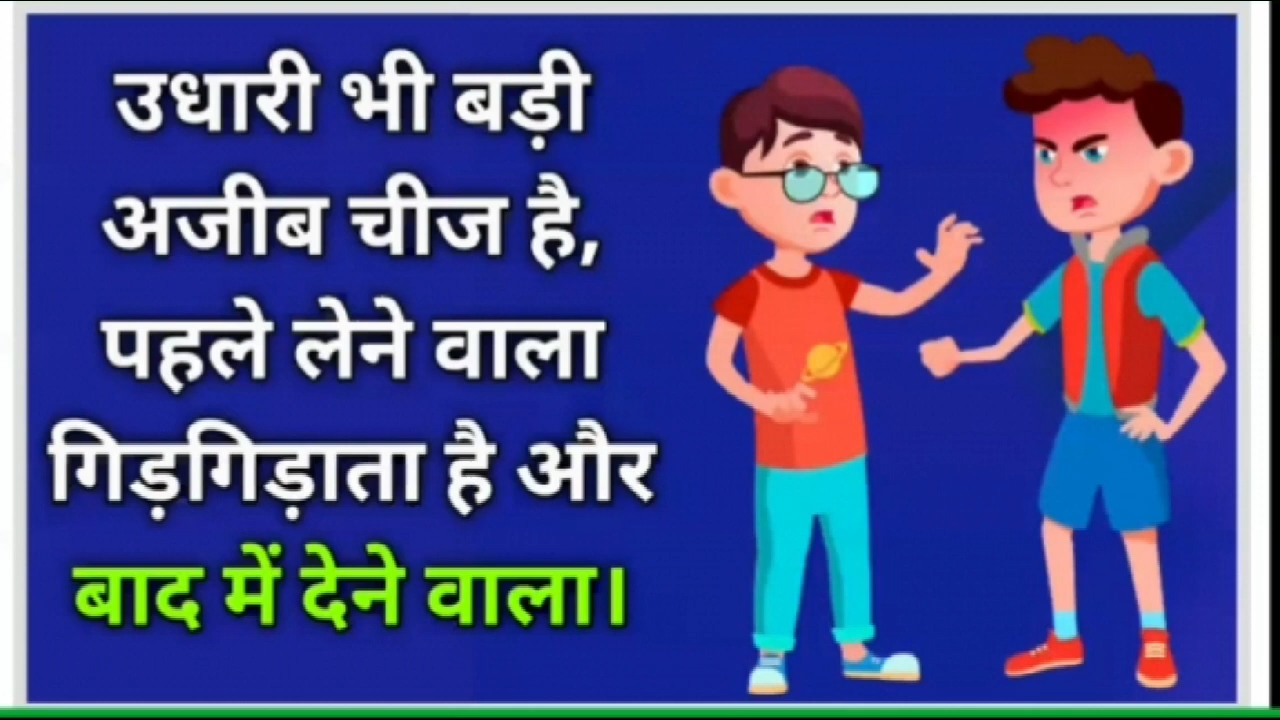 उधारी भी बड़ी
अजीब चीज है,
पहले लेने वाला
गिड़गिड़ाता है और
बाद में देने वाला।